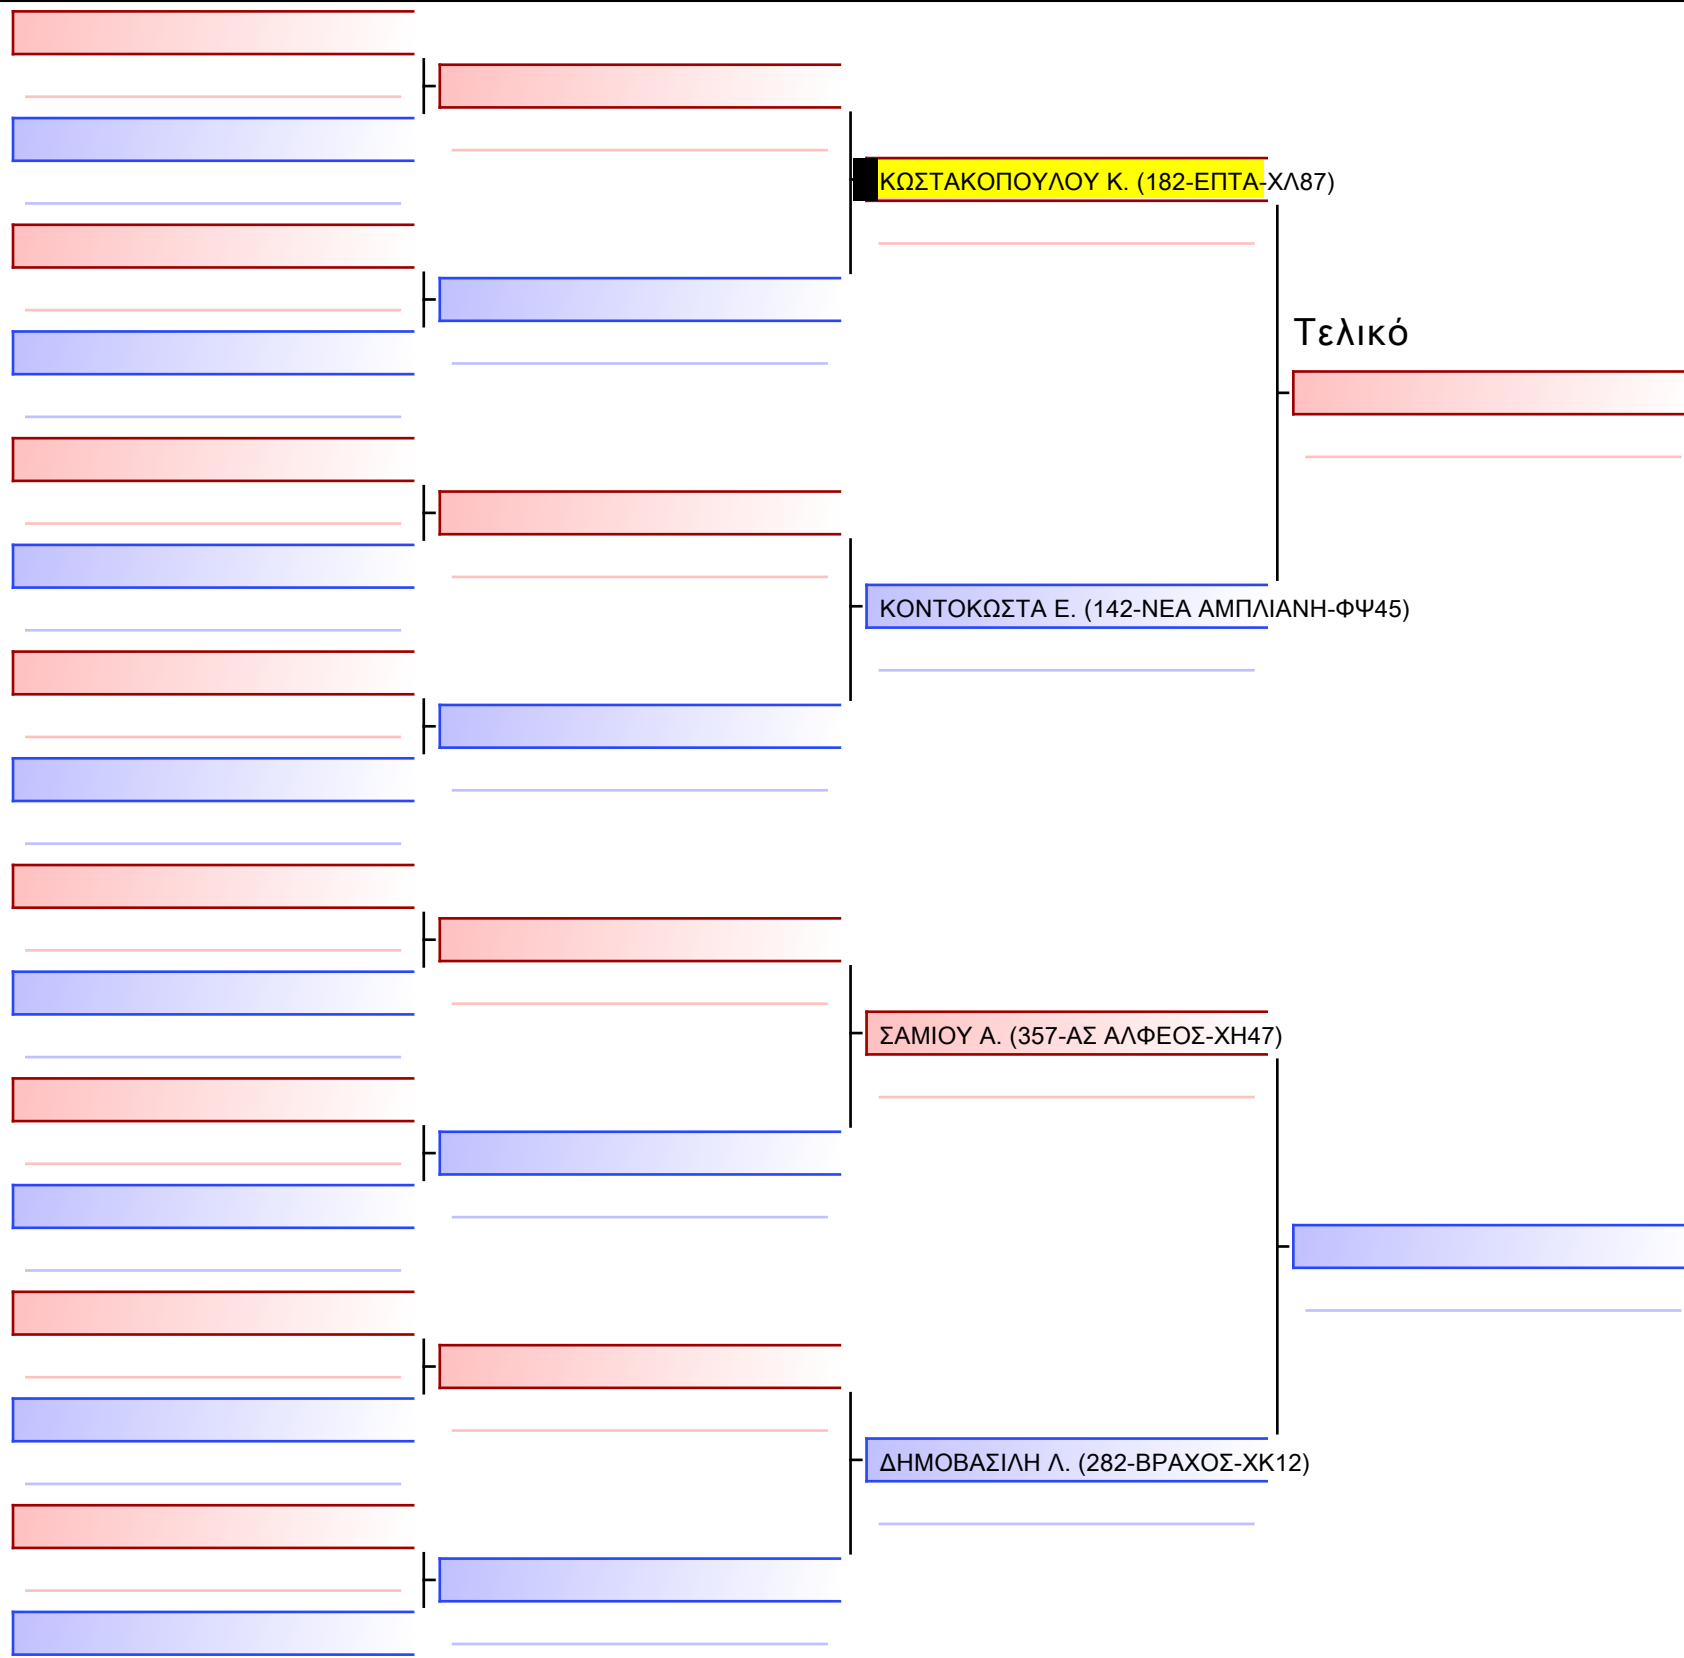 ΚΩΣΤΑΚΟΠΟΥΛΟΥ Κ. (182-ΕΠΤΑ-ΧΛ87)
Τελικό
ΚΟΝΤΟΚΩΣΤΑ Ε. (142-ΝΕΑ ΑΜΠΛΙΑΝΗ-ΦΨ45)
ΣΑΜΙΟΥ Α. (357-ΑΣ ΑΛΦΕΟΣ-ΧΗ47)
ΔΗΜΟΒΑΣΙΛΗ Λ. (282-ΒΡΑΧΟΣ-ΧΚ12)